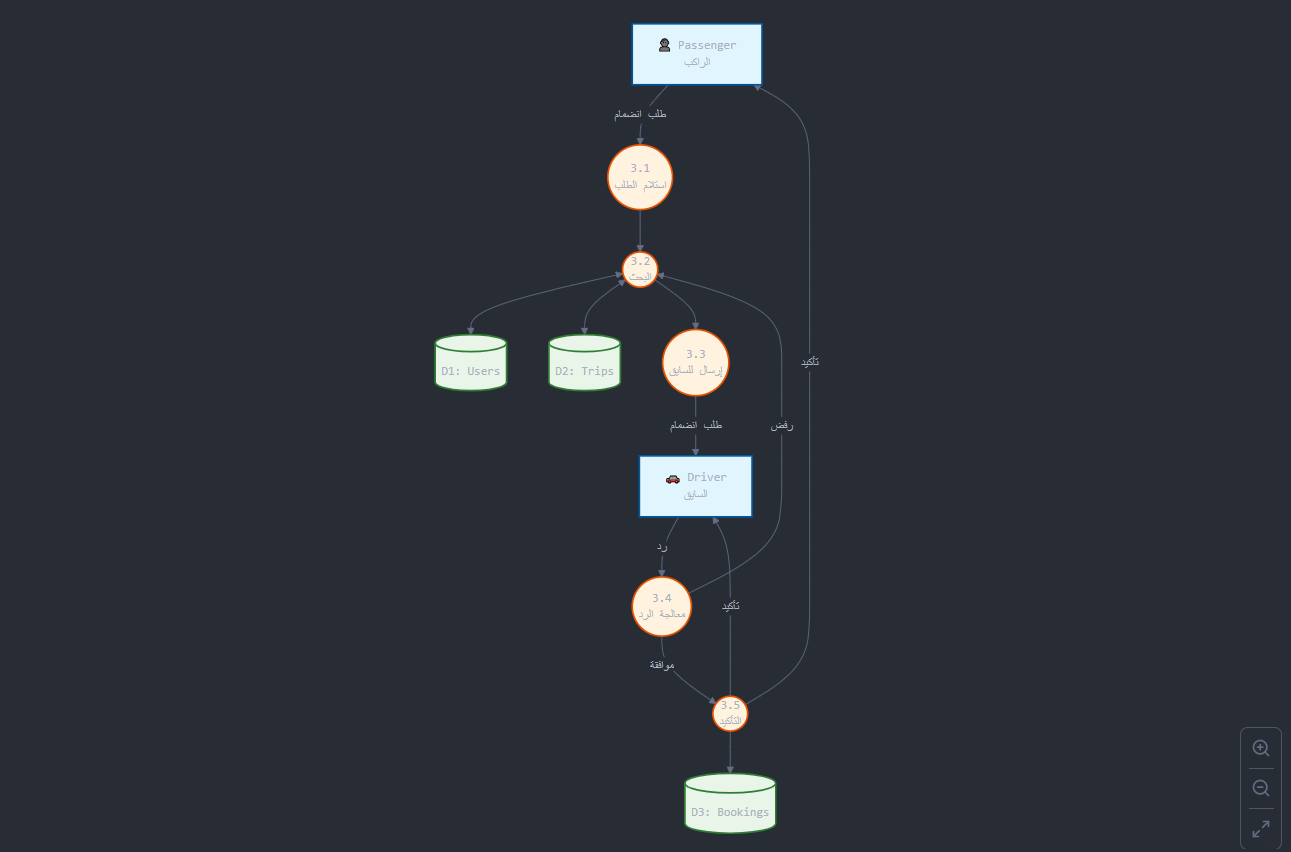 Passenger
الراكب
طلب انضمام
3.1
استلام الطلب
3.2
البحث
D1: Users
D2: Trips
3.3
إرسال للسايق
تأكيد
طلب انضمام
رفض
Driver
السايق
رد
3.4
معالجة الرد
تأكيد
موافقة
3.5
التأكيد
D3: Bookings